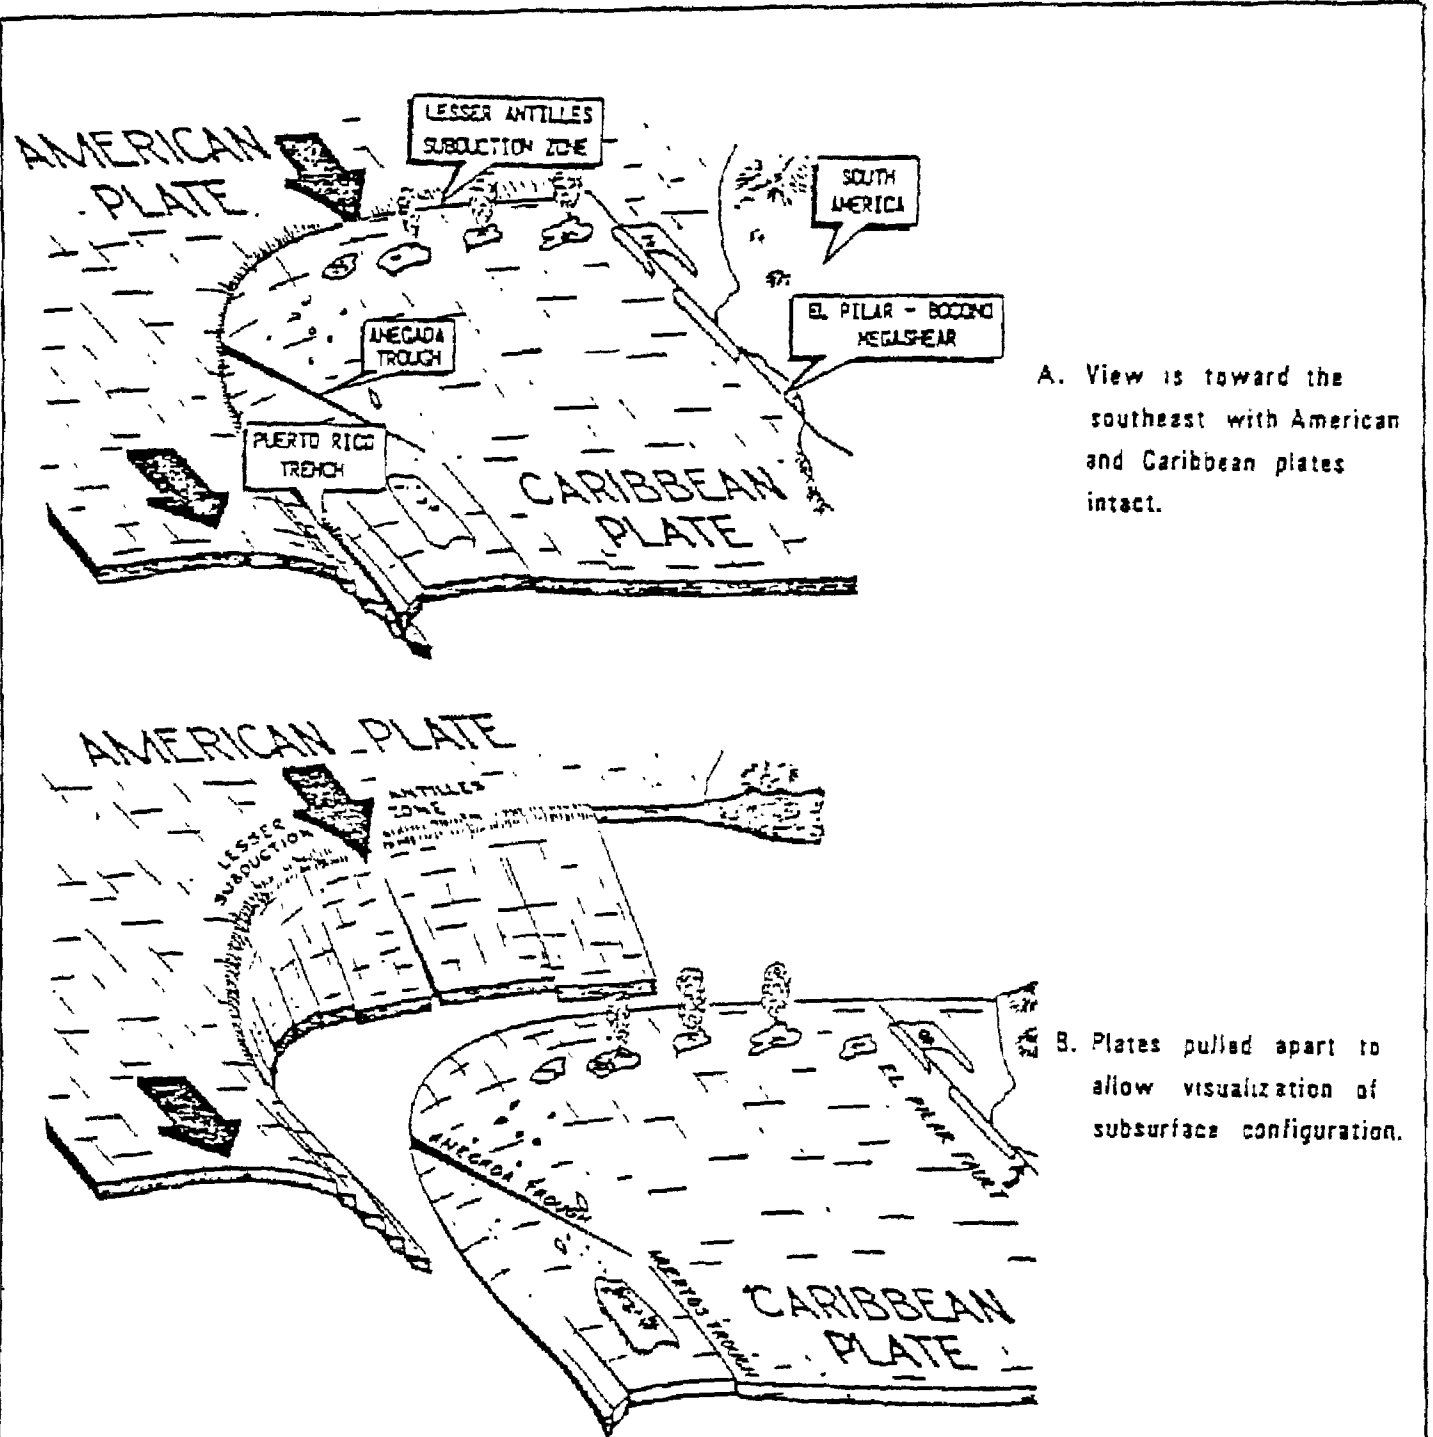 LESSER ANTILLES
SUBDUCTION ZONE
AMERICAN
PLATE
SOUTH
AMERICA
EL PILAR - BOCONO
MEGASHEAR
ANEGADA
TROUGH
PUERTO RICO
TRENCH
CARIBBEAN
PLATE
A. View is toward the
southeast with American
and Caribbean plates
intact.
AMERICAN PLATE
LESSER ANTILLES
SUBDUCTION ZONE
EL PILAR FAULT
ANEGADA TROUGH
MUERTOS TROUGH
CARIBBEAN
PLATE
B. Plates pulled apart to
allow visualization of
subsurface configuration.